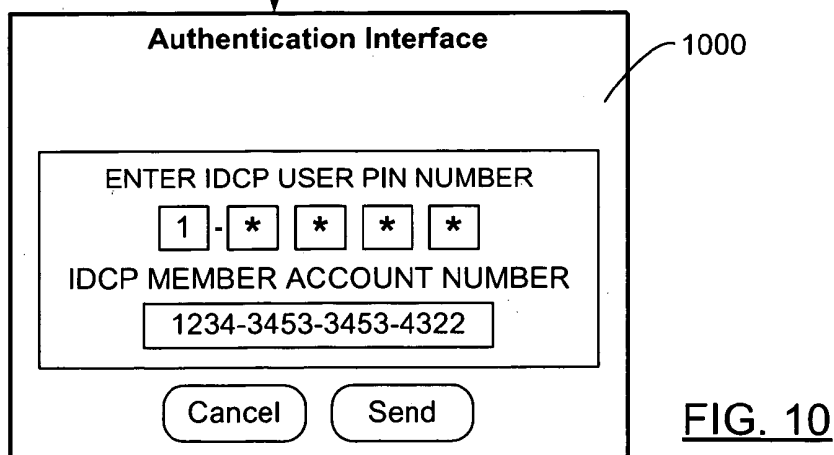 Authentication Interface
1000
ENTER IDCP USER PIN NUMBER
1 - * * * *
IDCP MEMBER ACCOUNT NUMBER
1234-3453-3453-4322
Cancel Send
FIG. 10